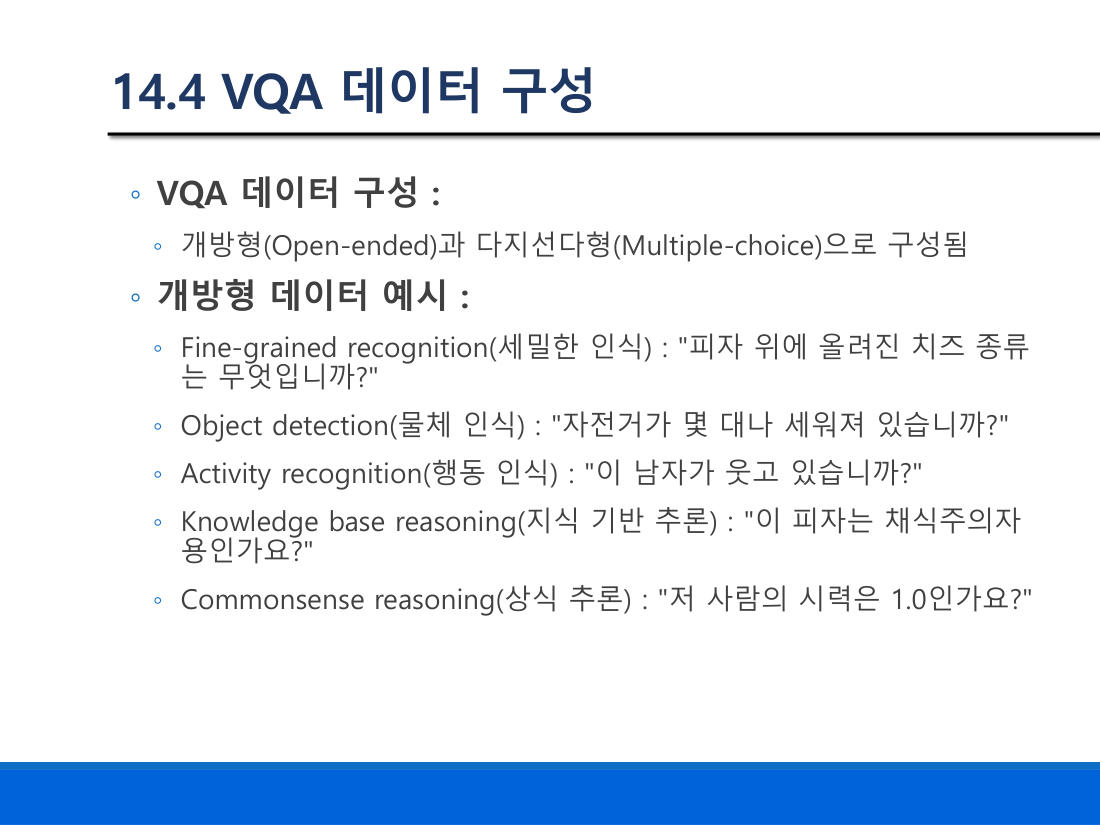 14.4 VQA 데이터 구성
◦ VQA 데이터 구성 :
◦ 개방형(Open-ended)과 다지선다형(Multiple-choice)으로 구성됨
◦ 개방형 데이터 예시 :
◦ Fine-grained recognition(세밀한 인식) : "피자 위에 올려진 치즈 종류
는 무엇입니까?"
◦ Object detection(물체 인식) : "자전거가 몇 대나 세워져 있습니까?"
◦ Activity recognition(행동 인식) : "이 남자가 웃고 있습니까?"
◦ Knowledge base reasoning(지식 기반 추론) : "이 피자는 채식주의자
용인가요?"
◦ Commonsense reasoning(상식 추론) : "저 사람의 시력은 1.0인가요?"